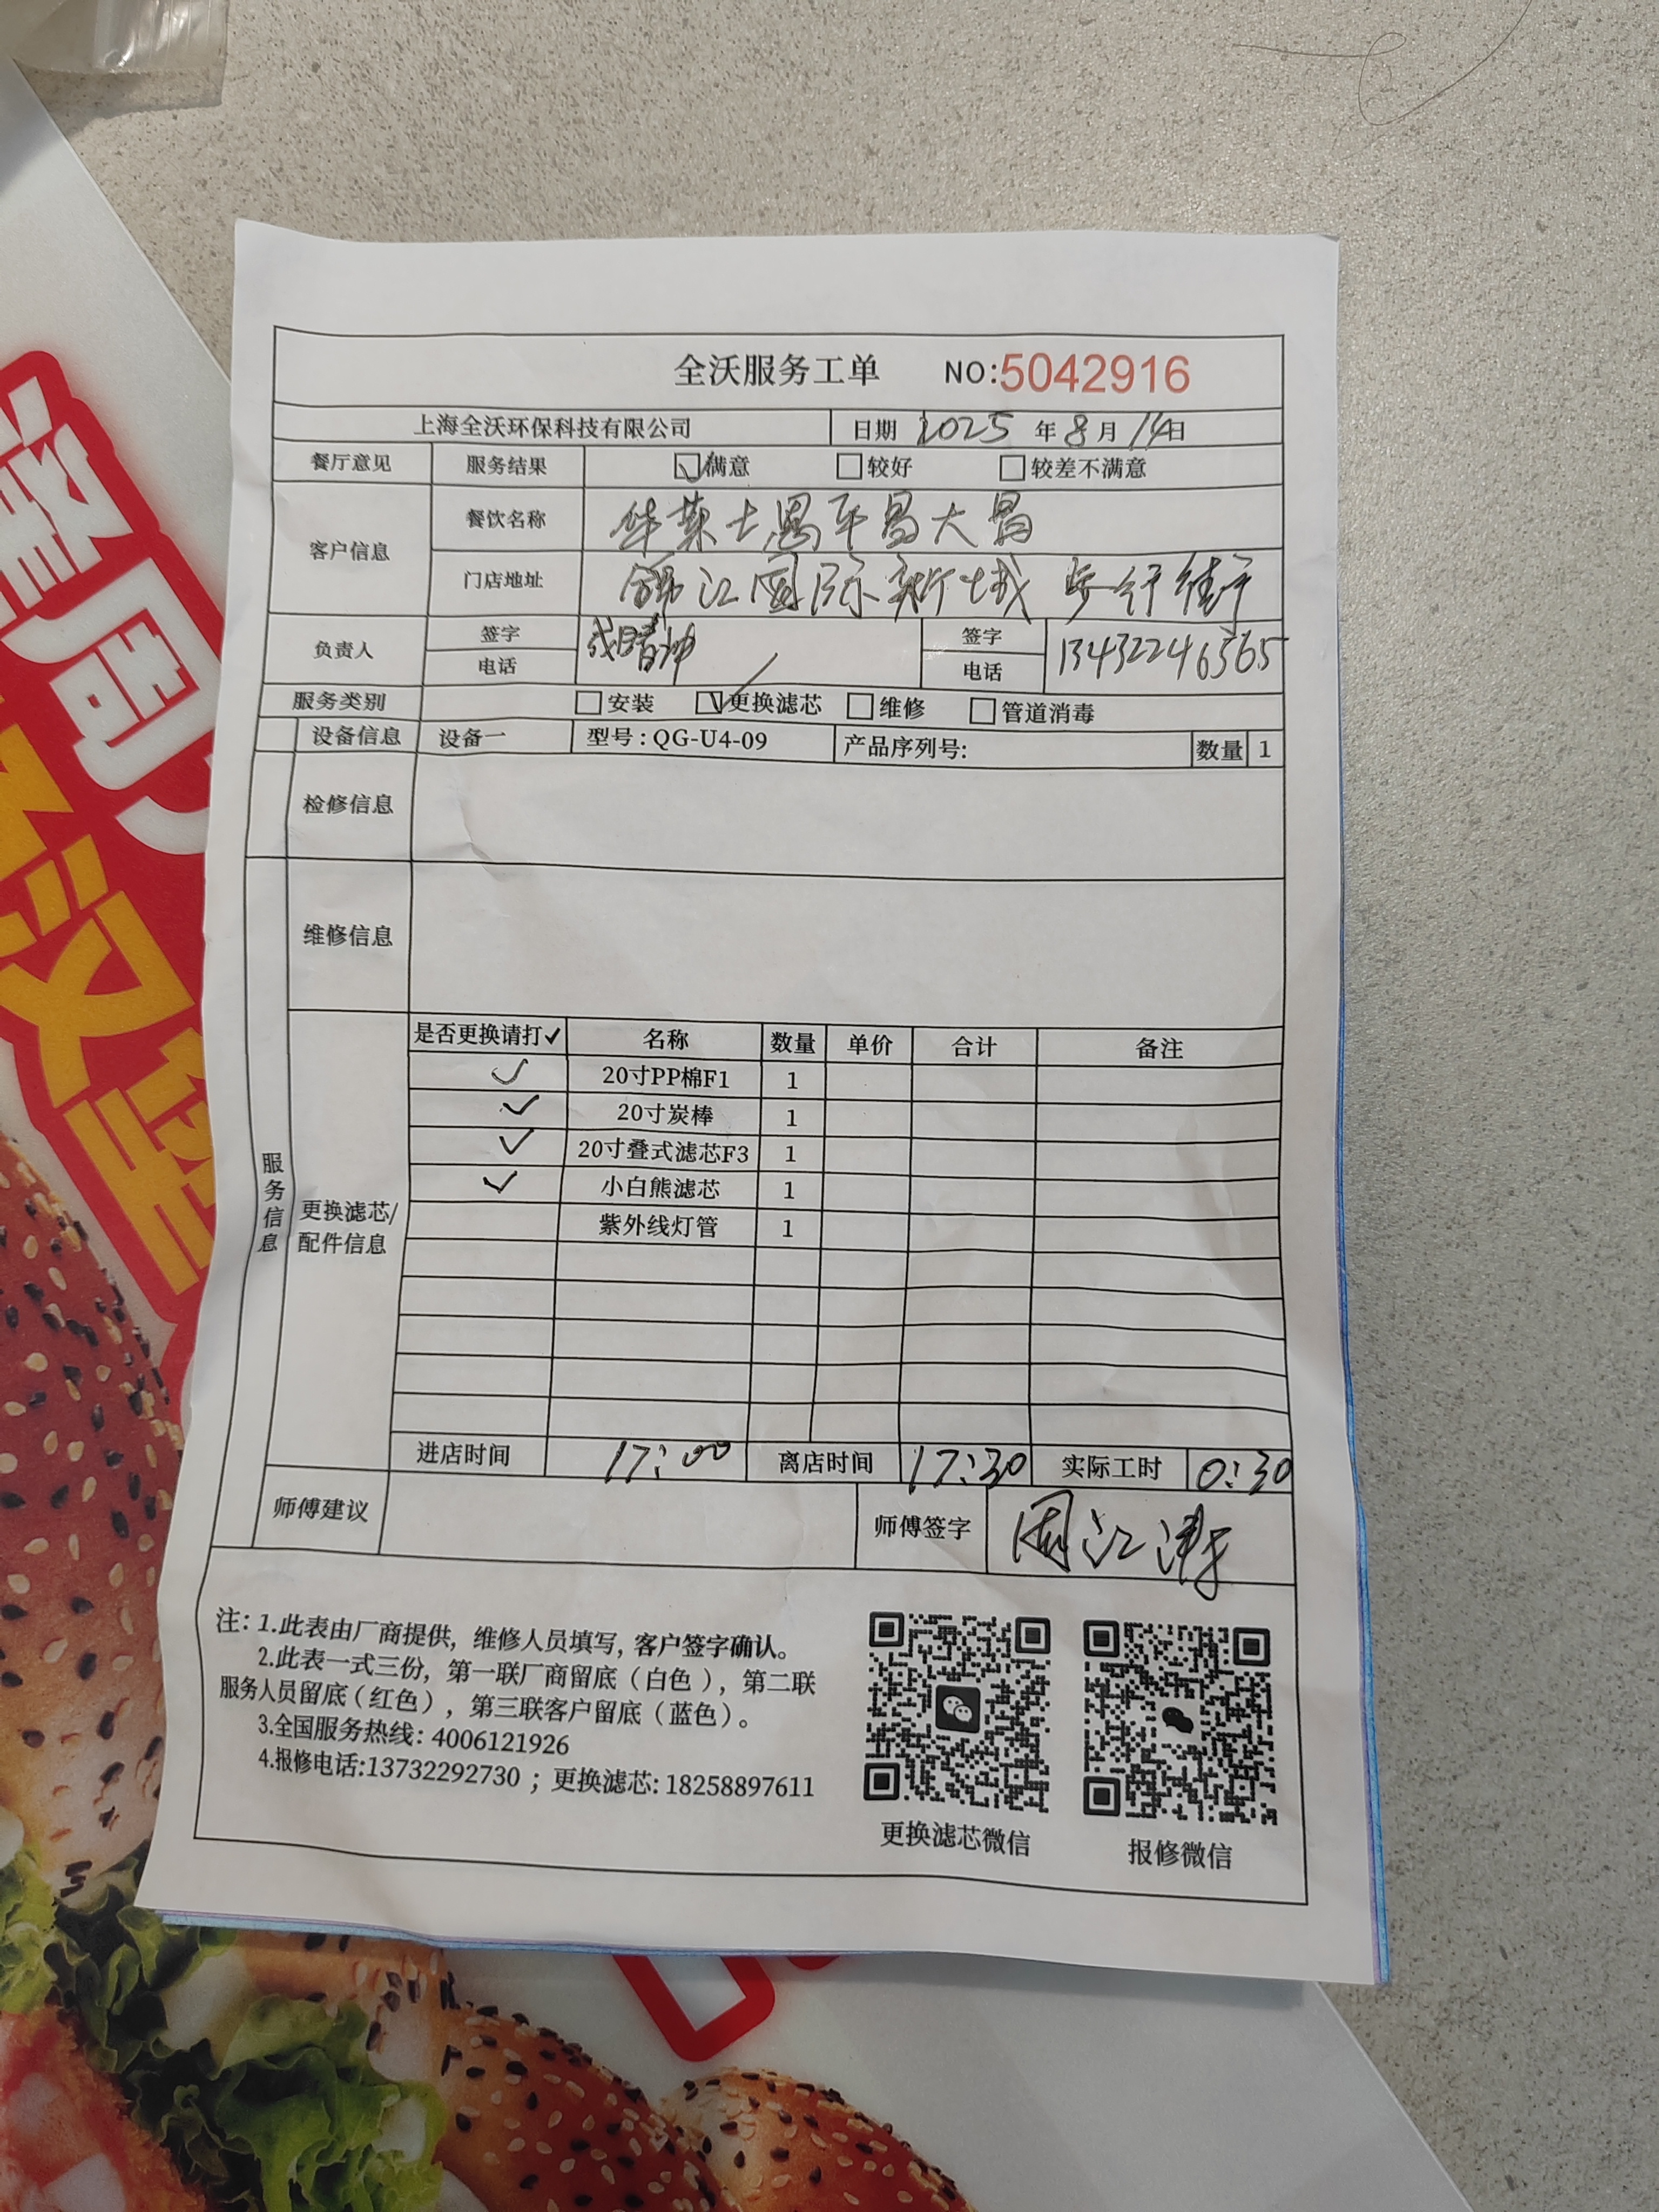 全沃服务工单 NO:5042916
上海全沃环保科技有限公司 日期 2025 年 8 月 14 日
餐厅意见 服务结果 满意 较好 较差不满意
客户信息 餐饮名称 华莱士恩平昌大昌
门店地址 锦江国际新城 步行街
负责人 签字 电话 签字 电话 13432246565
服务类别 安装 更换滤芯 维修 管道消毒
设备信息 设备一 型号:QG-U4-09 产品序列号: 数量 1
检修信息
维修信息
服务信息
更换滤芯/配件信息
是否更换请打✓ 名称 数量 单价 合计 备注
✓ 20寸PP棉F1 1
✓ 20寸炭棒 1
✓ 20寸叠式滤芯F3 1
✓ 小白熊滤芯 1
紫外线灯管 1
进店时间 17:00 离店时间 17:30 实际工时 0:30
师傅建议 师傅签字
注: 1.此表由厂商提供, 维修人员填写, 客户签字确认。
2.此表一式三份, 第一联厂商留底(白色), 第二联
服务人员留底(红色), 第三联客户留底(蓝色)。
3.全国服务热线: 4006121926
4.报修电话:13732292730 ; 更换滤芯: 18258897611
更换滤芯微信 报修微信